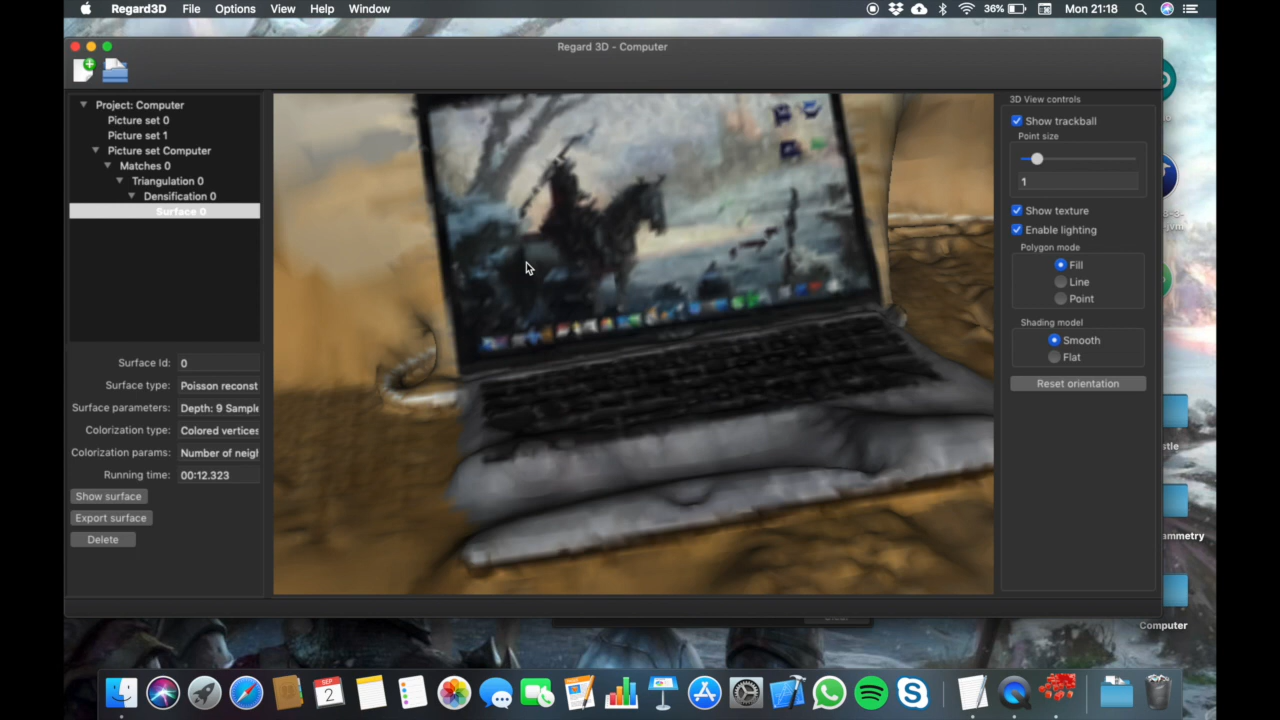 Regard3D File Options View Help Window 36% Mon 21:18
Regard 3D - Computer
Project: Computer
Picture set 0
Picture set 1
Picture set Computer
Matches 0
Triangulation 0
Densification 0
Surface 0
Surface Id: 0
Surface type: Poisson reconst
Surface parameters: Depth: 9 Sample
Colorization type: Colored vertices
Colorization params: Number of neigh
Running time: 00:12.323
Show surface
Export surface
Delete
3D View controls
Show trackball
Point size
1
Show texture
Enable lighting
Polygon mode
Fill
Line
Point
Shading model
Smooth
Flat
Reset orientation
stle
mmetry
Computer
SEP
2